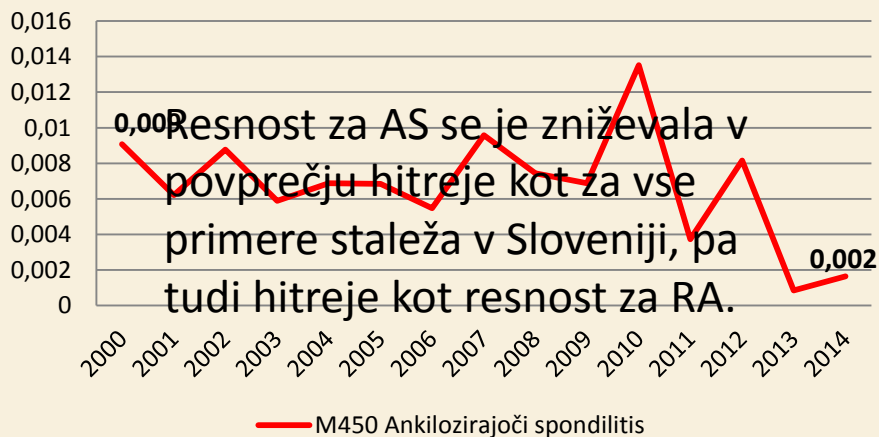 0,016
0,014
0,012
0,01
0,008
0,006
0,004
0,002
0
0,009
Resnost za AS se je zniževala v
povprečju hitreje kot za vse
primere staleža v Sloveniji, pa
tudi hitreje kot resnost za RA.
0,002
2000 2001 2002 2003 2004 2005 2006 2007 2008 2009 2010 2011 2012 2013 2014
M450 Ankilozirajoči spondilitis